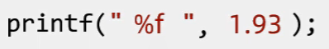 printf(" %f ", 1.93 );